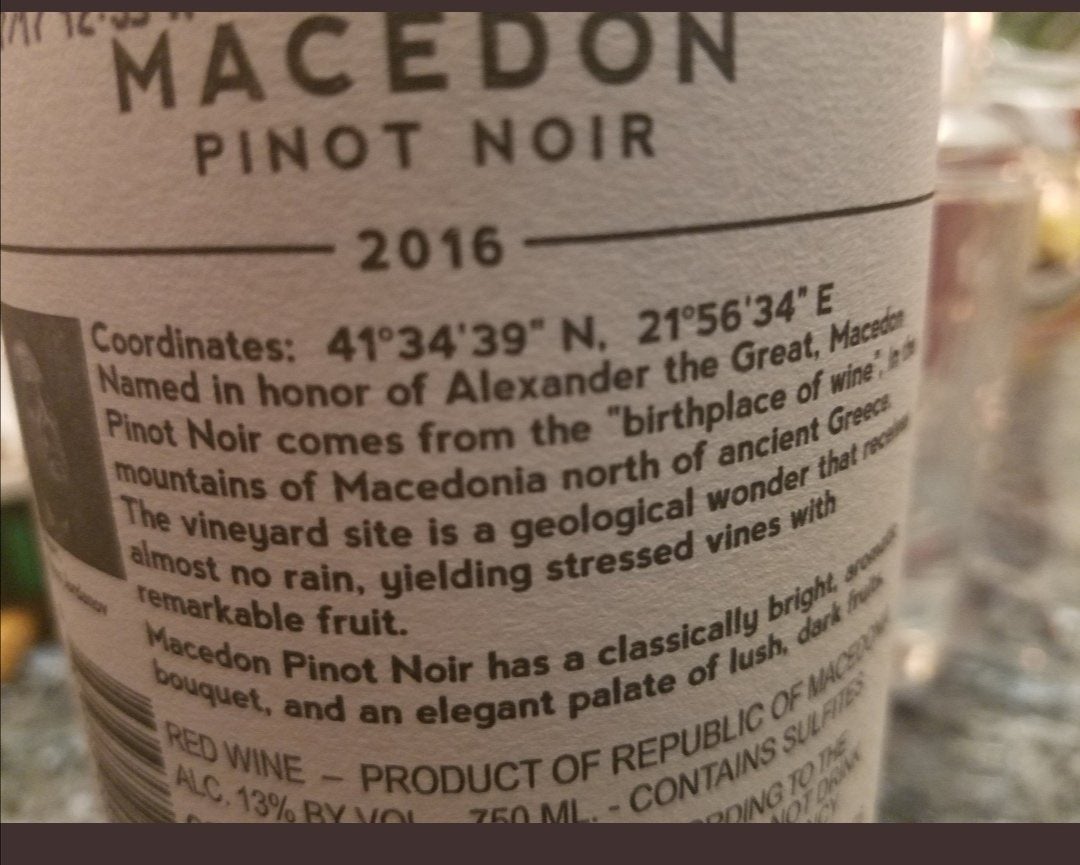 MACEDON
PINOT NOIR
2016
Coordinates: 41°34'39" N, 21°56'34" E
Named in honor of Alexander the Great, Macedon
Pinot Noir comes from the "birthplace of wine", in the
mountains of Macedonia north of ancient Greece.
The vineyard site is a geological wonder that receives
almost no rain, yielding stressed vines with
remarkable fruit.
Macedon Pinot Noir has a classically bright, aromatic
bouquet, and an elegant palate of lush, dark fruits.
RED WINE – PRODUCT OF REPUBLIC OF MACEDONIA
ALC. 13% BY VOL. 750 ML. - CONTAINS SULFITES
TO THE
NOT DRINK